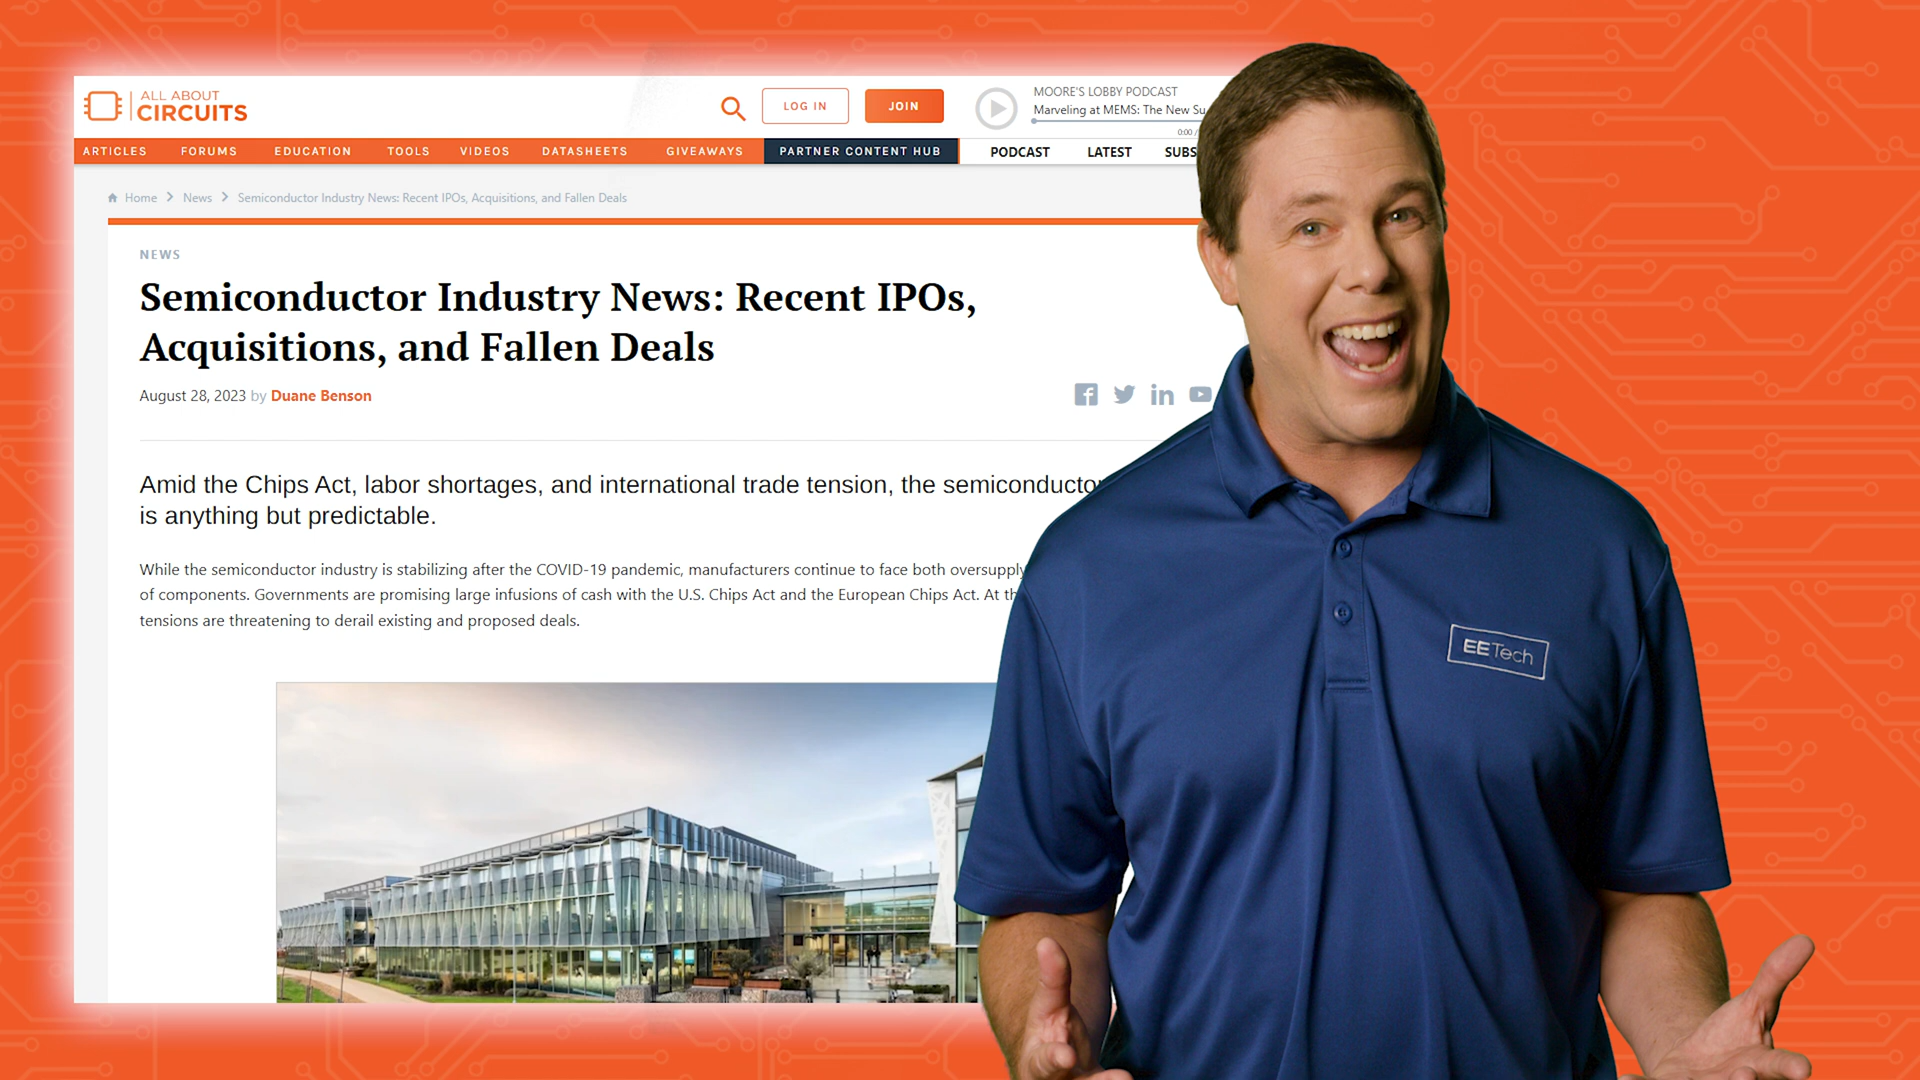 ALL ABOUT
CIRCUITS
LOG IN
JOIN
MOORE'S LOBBY PODCAST
Marveling at MEMS: The New Su
0:00 /
ARTICLES FORUMS EDUCATION TOOLS VIDEOS DATASHEETS GIVEAWAYS PARTNER CONTENT HUB PODCAST LATEST SUBS
Home > News > Semiconductor Industry News: Recent IPOs, Acquisitions, and Fallen Deals
NEWS
Semiconductor Industry News: Recent IPOs,
Acquisitions, and Fallen Deals
August 28, 2023 by Duane Benson
Amid the Chips Act, labor shortages, and international trade tension, the semiconducto
is anything but predictable.
While the semiconductor industry is stabilizing after the COVID-19 pandemic, manufacturers continue to face both oversupply
of components. Governments are promising large infusions of cash with the U.S. Chips Act and the European Chips Act. At th
tensions are threatening to derail existing and proposed deals.
EETech